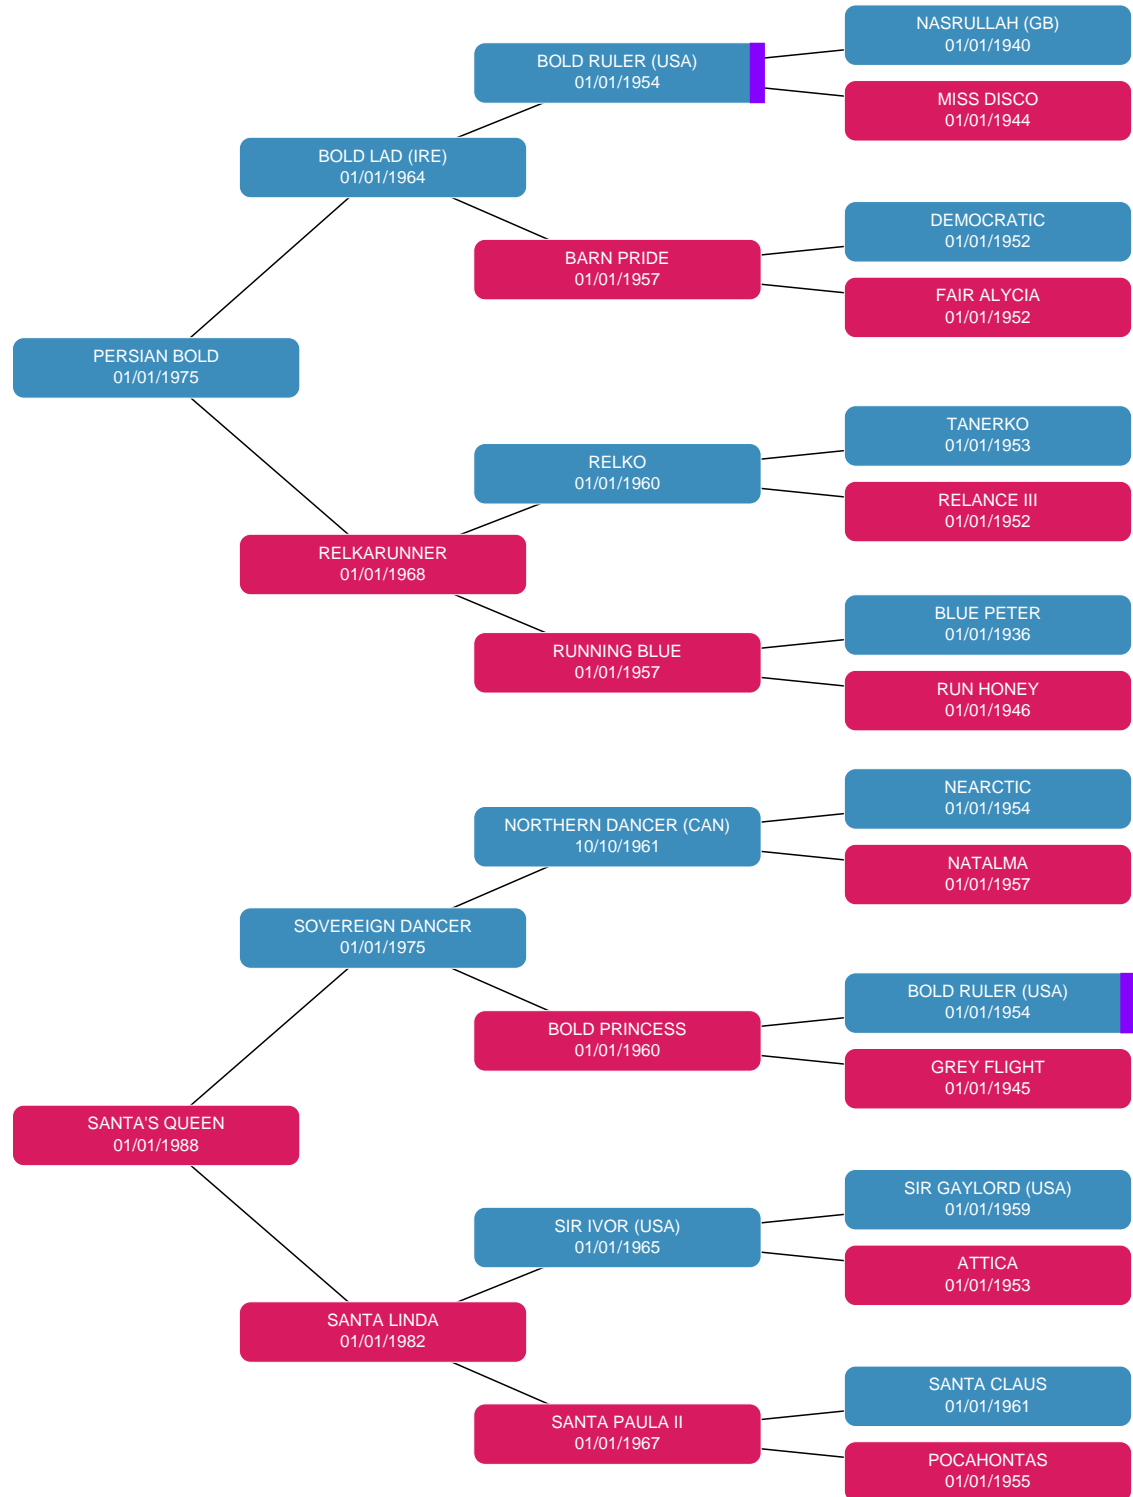 NASRULLAH (GB)
01/01/1940
BOLD RULER (USA)
01/01/1954
MISS DISCO
01/01/1944
BOLD LAD (IRE)
01/01/1964
DEMOCRATIC
01/01/1952
BARN PRIDE
01/01/1957
FAIR ALYCIA
01/01/1952
PERSIAN BOLD
01/01/1975
TANERKO
01/01/1953
RELKO
01/01/1960
RELANCE III
01/01/1952
RELKARUNNER
01/01/1968
BLUE PETER
01/01/1936
RUNNING BLUE
01/01/1957
RUN HONEY
01/01/1946
NEARCTIC
01/01/1954
NORTHERN DANCER (CAN)
10/10/1961
NATALMA
01/01/1957
SOVEREIGN DANCER
01/01/1975
BOLD RULER (USA)
01/01/1954
BOLD PRINCESS
01/01/1960
GREY FLIGHT
01/01/1945
SANTA'S QUEEN
01/01/1988
SIR GAYLORD (USA)
01/01/1959
SIR IVOR (USA)
01/01/1965
ATTICA
01/01/1953
SANTA LINDA
01/01/1982
SANTA CLAUS
01/01/1961
SANTA PAULA II
01/01/1967
POCAHONTAS
01/01/1955